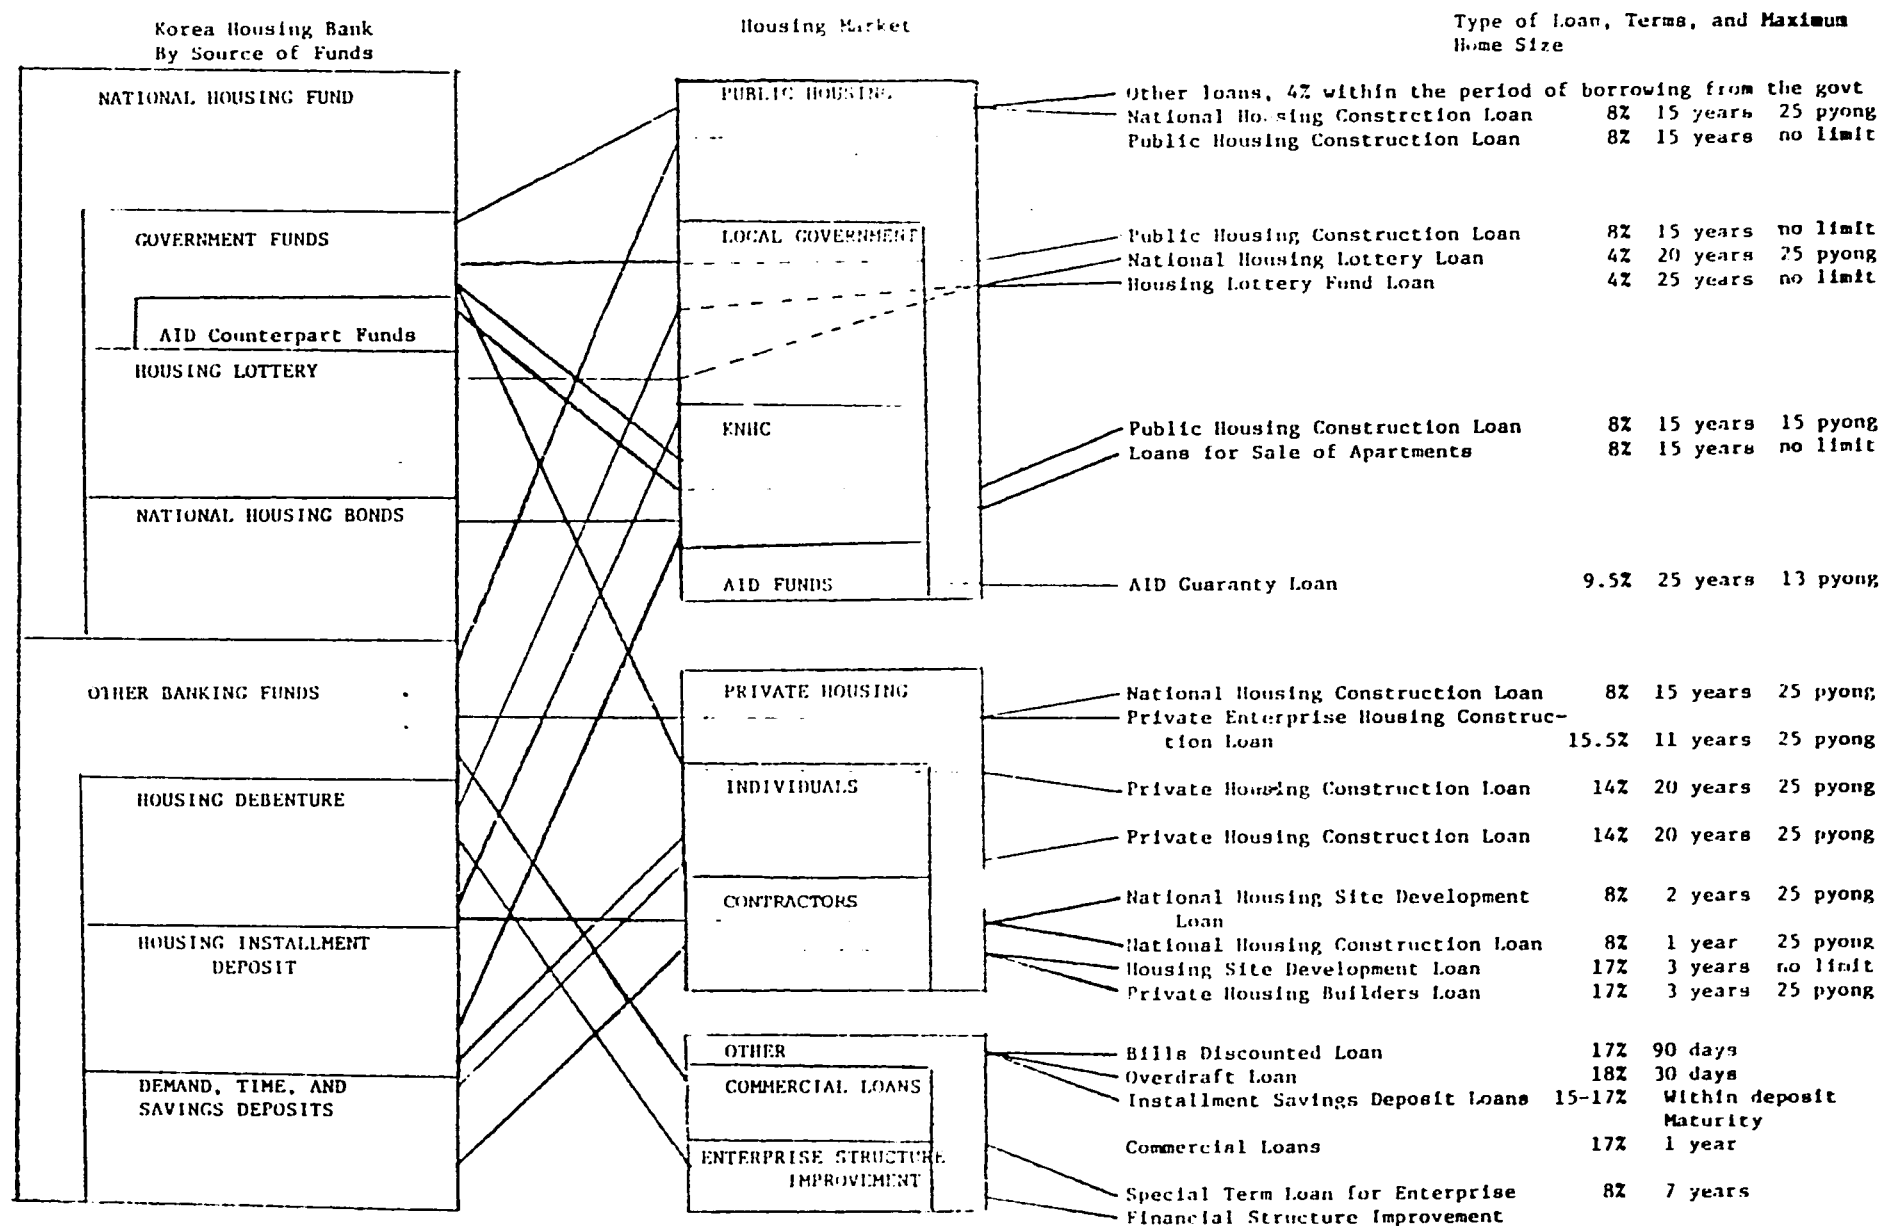 Korea Housing Bank
By Source of Funds
NATIONAL HOUSING FUND
GOVERNMENT FUNDS
AID Counterpart Funds
HOUSING LOTTERY
NATIONAL HOUSING BONDS
OTHER BANKING FUNDS
HOUSING DEBENTURE
HOUSING INSTALLMENT
DEPOSIT
DEMAND, TIME, AND
SAVINGS DEPOSITS
Housing Market
PUBLIC HOUSING
LOCAL GOVERNMENT
KNHC
AID FUNDS
PRIVATE HOUSING
INDIVIDUALS
CONTRACTORS
OTHER
COMMERCIAL LOANS
ENTERPRISE STRUCTURE
IMPROVEMENT
Type of Loan, Terms, and Maximum
Home Size
Other loans, 4% within the period of borrowing from the govt
National Housing Constrction Loan 8% 15 years 25 pyong
Public Housing Construction Loan 8% 15 years no limit
Public Housing Construction Loan 8% 15 years no limit
National Housing Lottery Loan 4% 20 years 25 pyong
Housing Lottery Fund Loan 4% 25 years no limit
Public Housing Construction Loan 8% 15 years 15 pyong
Loans for Sale of Apartments 8% 15 years no limit
AID Guaranty Loan 9.5% 25 years 13 pyong
National Housing Construction Loan 8% 15 years 25 pyong
Private Enterprise Housing Construc-
tion Loan 15.5% 11 years 25 pyong
Private Housing Construction Loan 14% 20 years 25 pyong
Private Housing Construction Loan 14% 20 years 25 pyong
National Housing Site Development 8% 2 years 25 pyong
Loan
National Housing Construction Loan 8% 1 year 25 pyong
Housing Site Development Loan 17% 3 years no limit
Private Housing Builders Loan 17% 3 years 25 pyong
Bills Discounted Loan 17% 90 days
Overdraft Loan 18% 30 days
Installment Savings Deposit Loans 15-17% Within deposit
Maturity
Commercial Loans 17% 1 year
Special Term Loan for Enterprise 8% 7 years
Financial Structure Improvement